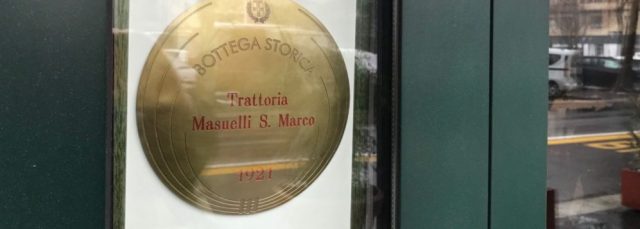 BOTTEGA STORICA
Trattoria
Masuelli S. Marco
1921